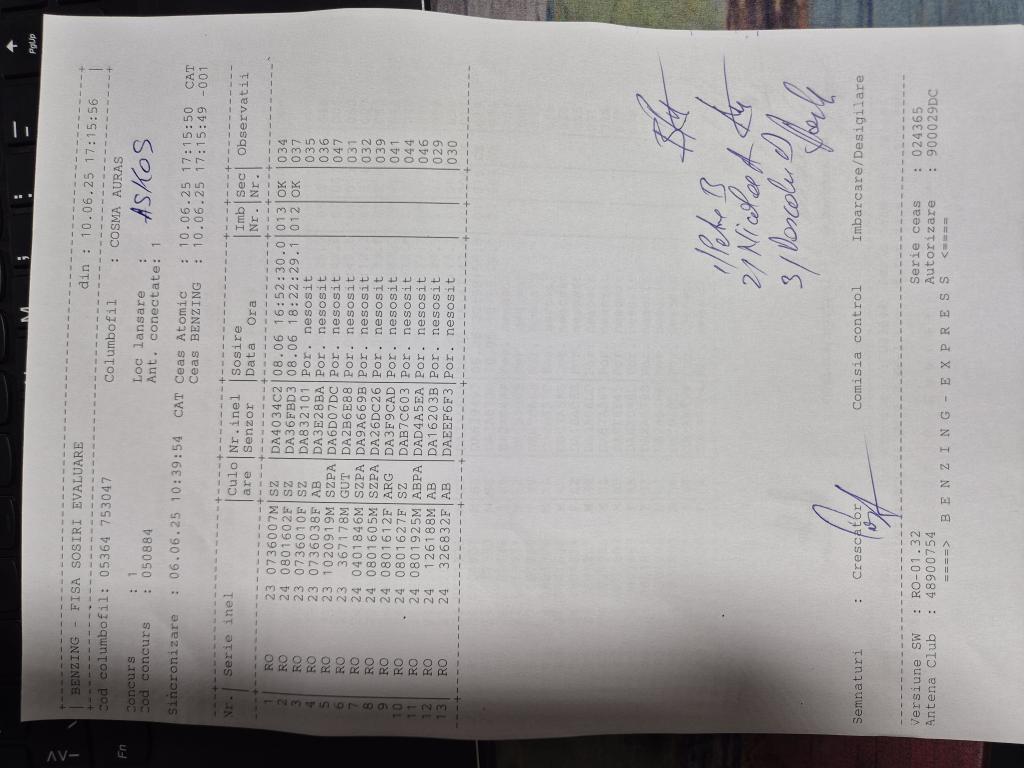 BENZING - FISA SOSIRI EVALUARE din : 10.06.25 17:15:56
Cod columbofil: 05364 753047 Columbofil : COSMA AURAS
Concurs : 1 Loc lansare : ASKOS
Cod concurs : 050884 Ant. conectate: 1
Sincronizare : 06.06.25 10:39:54 CAT Ceas Atomic : 10.06.25 17:15:50 CAT
Ceas BENZING : 10.06.25 17:15:49 -001
Nr.| Serie inel |Culo|Nr.inel |Sosire |Imb|Sec| Observatii
are | Senzor | Data Ora |Nr.|Nr.|
1 RO 23 0736007M SZ DA4034C2 08.06 16:52:30.0 013 OK 034
2 RO 24 0801602F SZ DA36FBD3 08.06 18:22:29.1 012 OK 037
3 RO 23 0736010F SZ DA832101 Por. nesosit 035
4 RO 23 0736038F AB DA3E28BA Por. nesosit 036
5 RO 23 1020919M SZPA DA6D07DC Por. nesosit 047
6 RO 23 367178M GUT DA2B6E88 Por. nesosit 031
7 RO 24 0401846M SZPA DA9A669B Por. nesosit 032
8 RO 24 0801605M SZPA DA26DC26 Por. nesosit 039
9 RO 24 0801612F ARG DA3F9CAD Por. nesosit 041
10 RO 24 0801627F SZ DAB7C603 Por. nesosit 044
11 RO 24 0801925M ABPA DAD4A5EA Por. nesosit 046
12 RO 24 126188M AB DA16203B Por. nesosit 029
13 RO 24 326832F AB DAEEF6F3 Por. nesosit 030
1) Petre B
2) Nicolae A
3)
Semnaturi : Crescator Comisia control Imbarcare/Desigilare
Versiune SW : RO-01.32 Serie ceas : 024365
Antena Club : 48900754 Autorizare : 900029DC
====> B E N Z I N G - E X P R E S S <====
PgUp
Fn